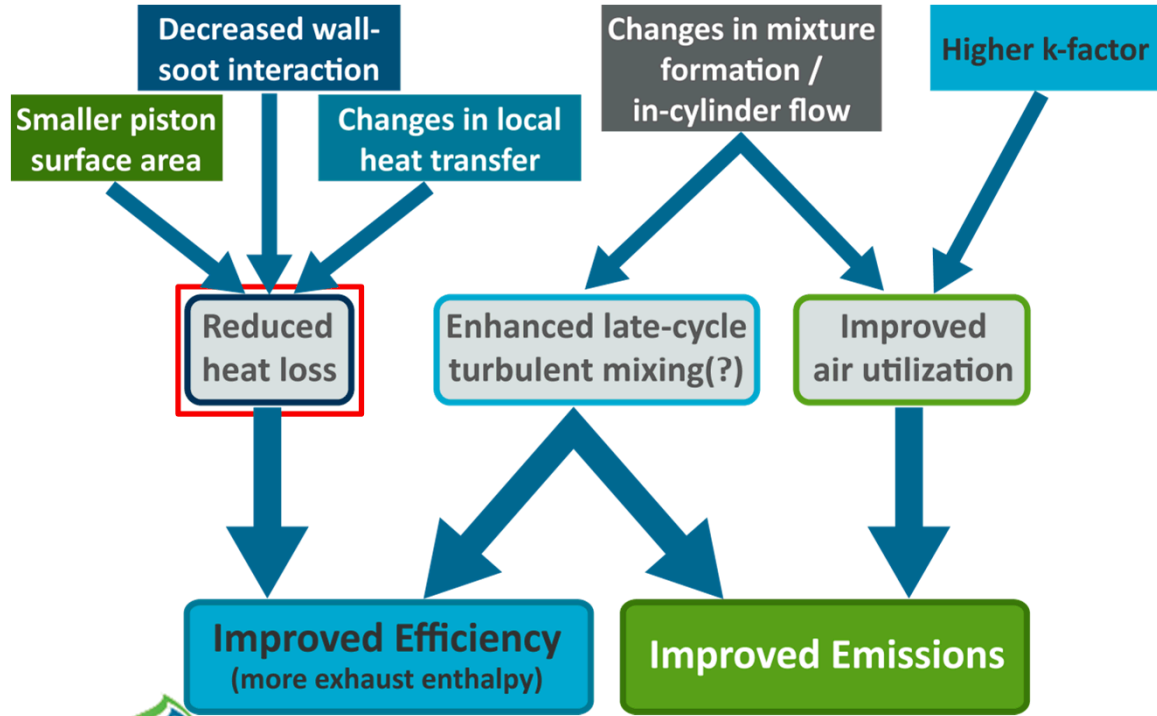 Decreased wall-
soot interaction
Changes in mixture
formation /
in-cylinder flow
Higher k-factor
Smaller piston
surface area
Changes in local
heat transfer
Reduced
heat loss
Enhanced late-cycle
turbulent mixing(?)
Improved
air utilization
Improved Efficiency
(more exhaust enthalpy)
Improved Emissions